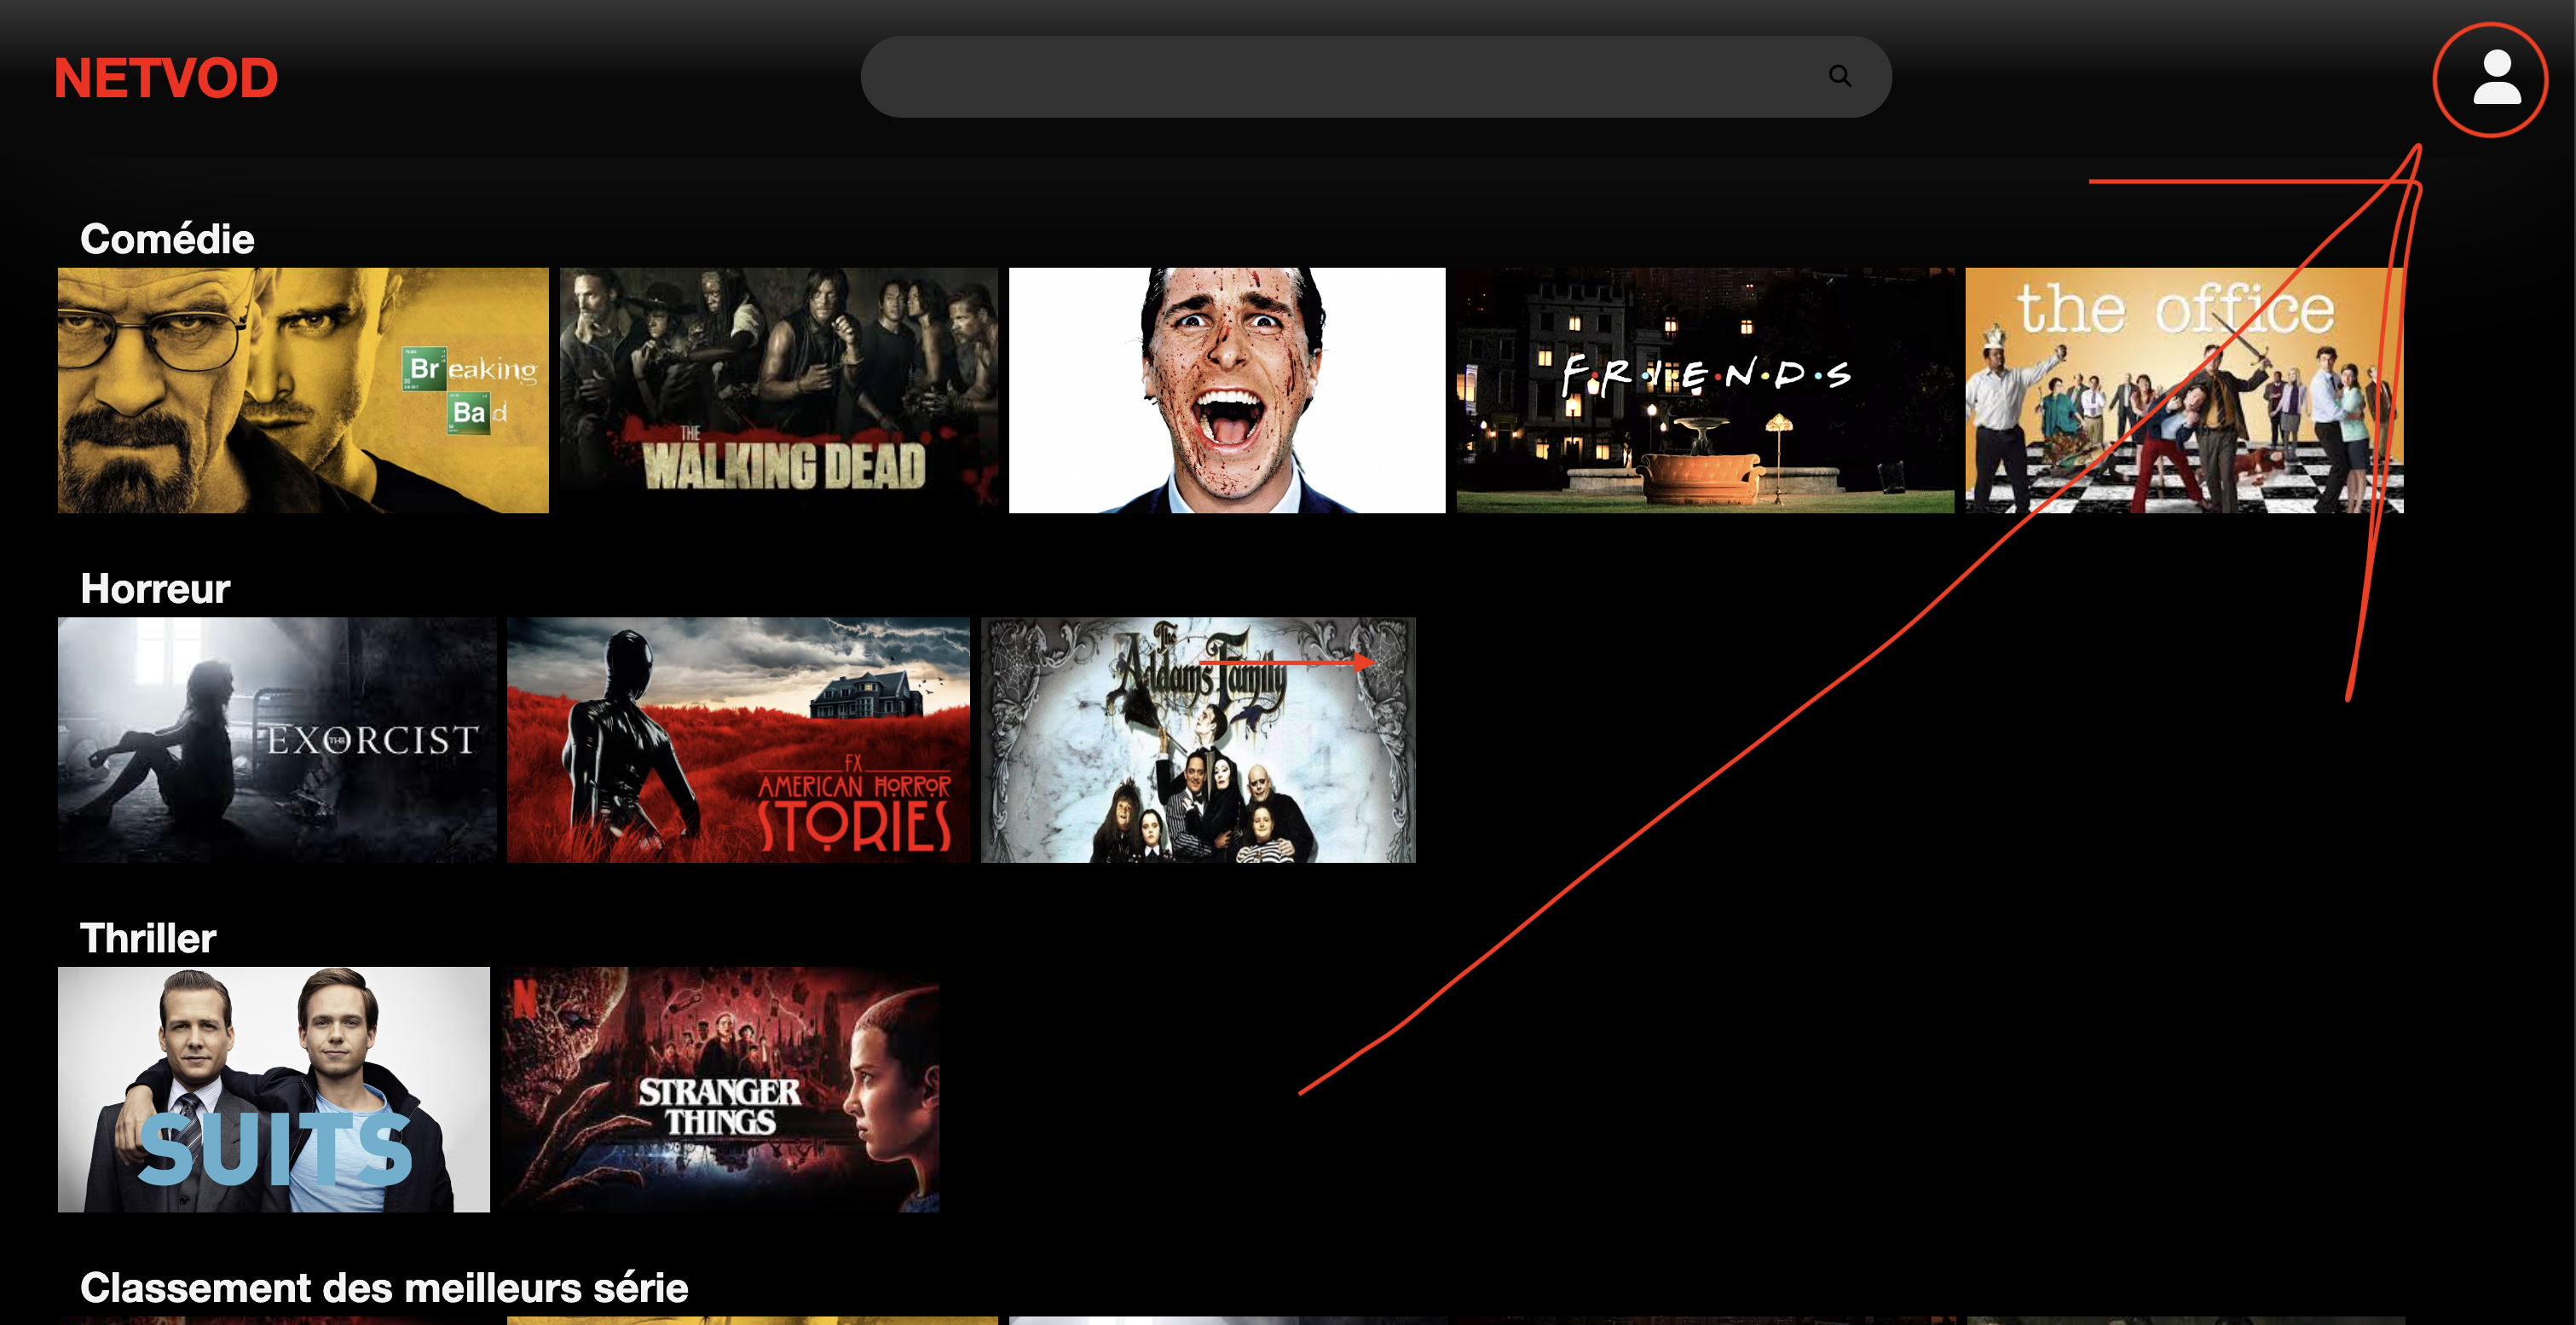 NETVOD
Comédie
Breaking
Bad
THE
WALKING DEAD
F·R·I·E·N·D·S
the office
Horreur
THE
EXORCIST
FX
AMERICAN HORROR
STORIES
The
Addams Family
Thriller
SUITS
N
STRANGER
THINGS
Classement des meilleurs série